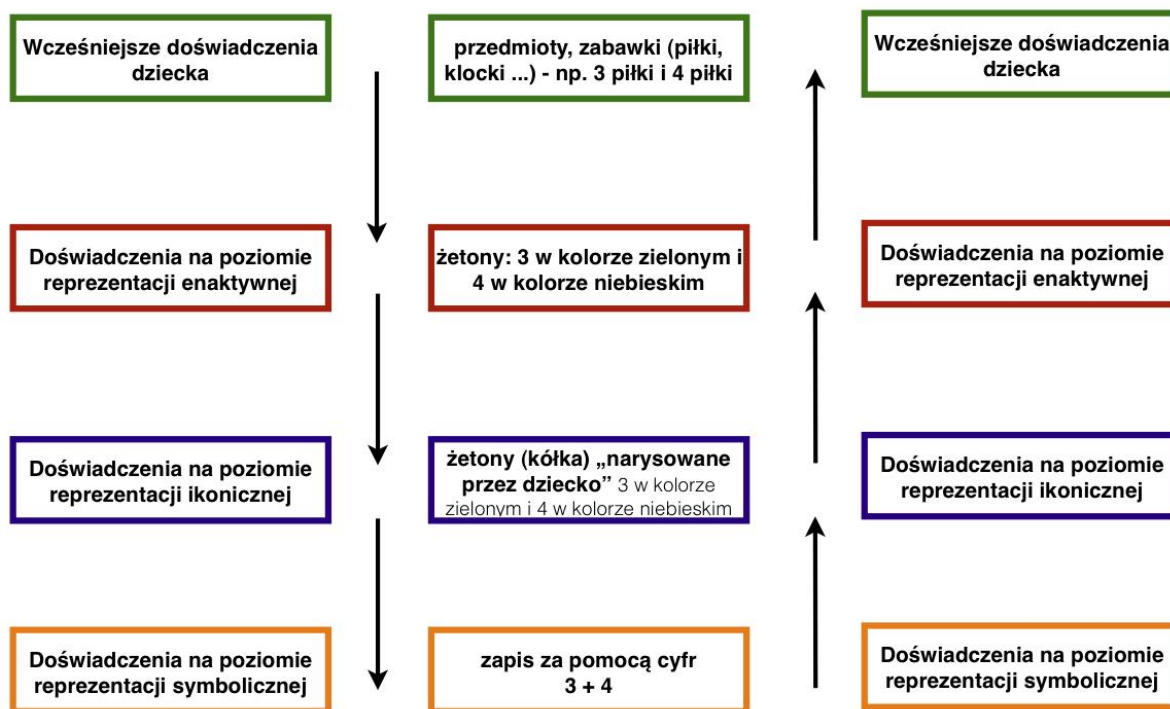 Wcześniejsze doświadczenia
dziecka
przedmioty, zabawki (piłki,
klocki ...) - np. 3 piłki i 4 piłki
Wcześniejsze doświadczenia
dziecka
Doświadczenia na poziomie
reprezentacji enaktywnej
żetony: 3 w kolorze zielonym i
4 w kolorze niebieskim
Doświadczenia na poziomie
reprezentacji enaktywnej
Doświadczenia na poziomie
reprezentacji ikonicznej
żetony (kółka) „narysowane
przez dziecko” 3 w kolorze
zielonym i 4 w kolorze niebieskim
Doświadczenia na poziomie
reprezentacji ikonicznej
Doświadczenia na poziomie
reprezentacji symbolicznej
zapis za pomocą cyfr
3 + 4
Doświadczenia na poziomie
reprezentacji symbolicznej